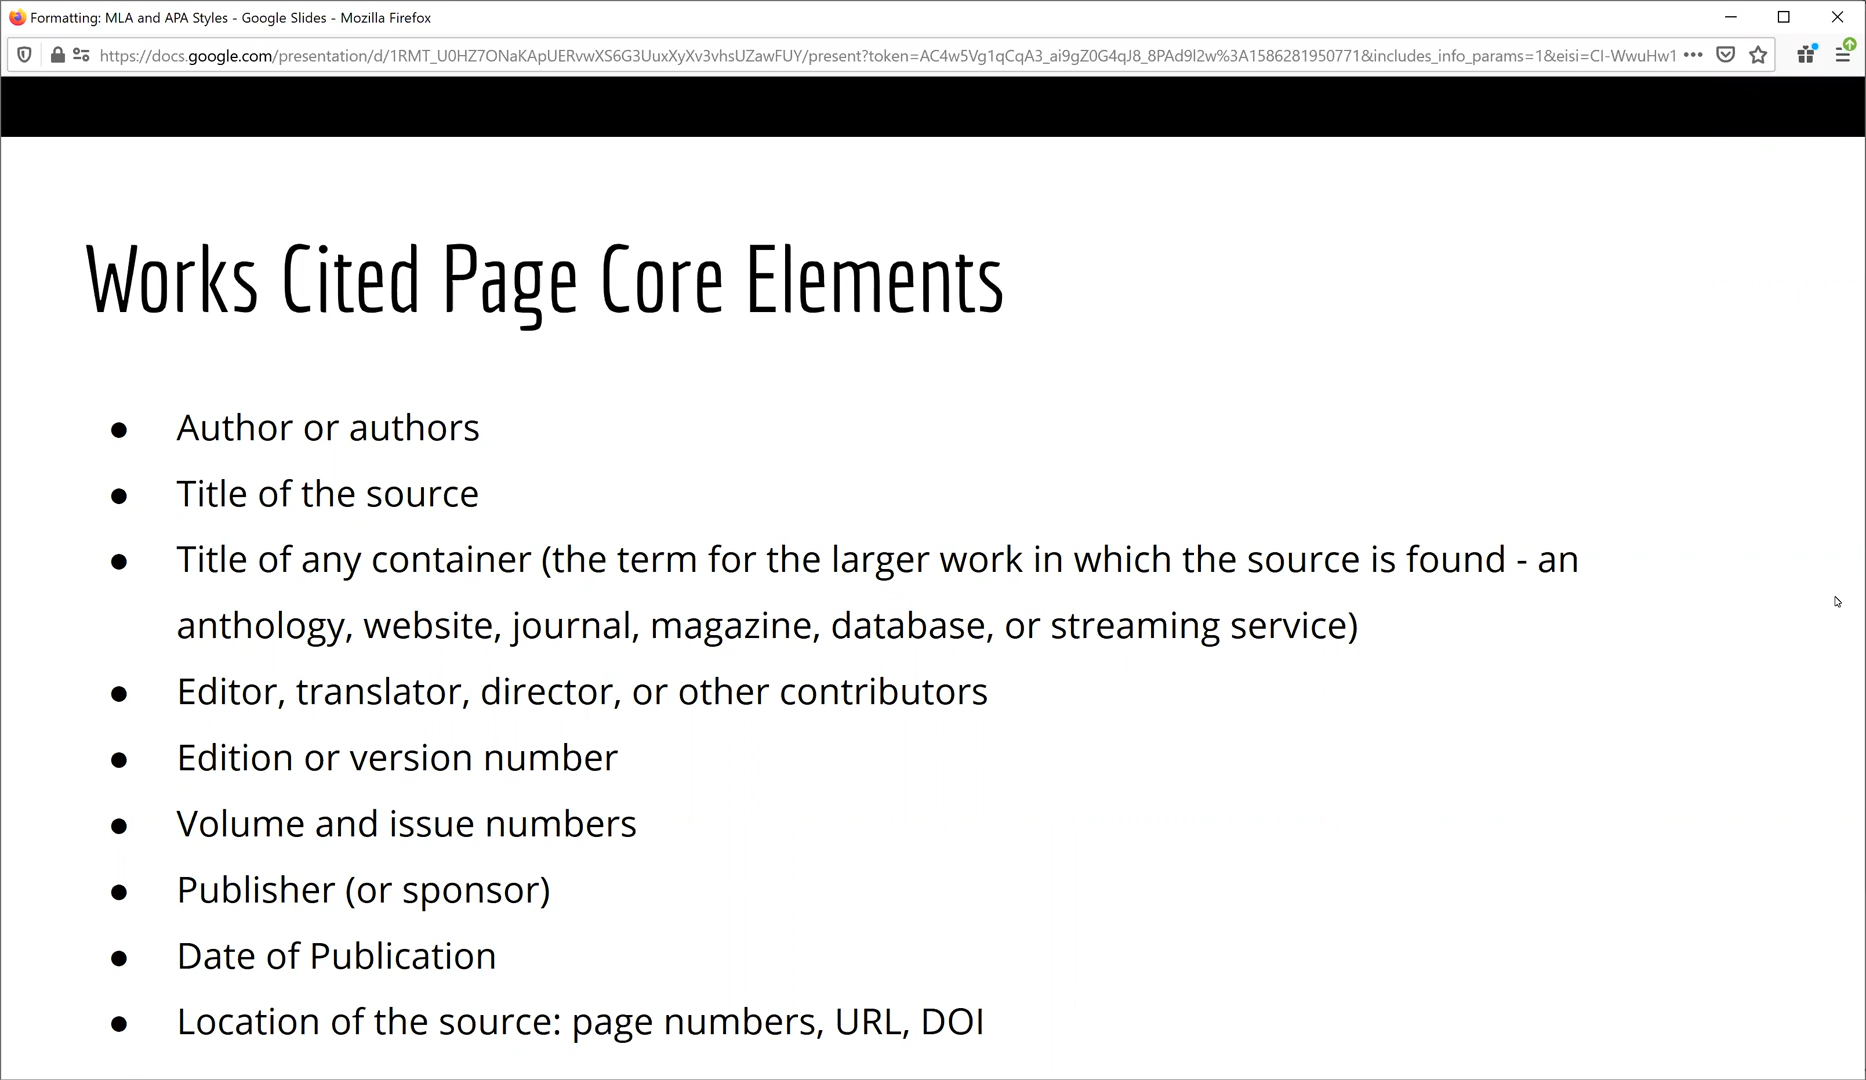 Formatting: MLA and APA Styles - Google Slides - Mozilla Firefox
https://docs.google.com/presentation/d/1RMT_U0HZ7ONaKApUERvwXS6G3UuxXyXv3vhsUZawFUY/present?token=AC4w5Vg1qCqA3_ai9gZ0G4qJ8_8PAd9l2w%3A1586281950771&includes_info_params=1&eisi=CI-WwuHw1
Works Cited Page Core Elements
● Author or authors
● Title of the source
● Title of any container (the term for the larger work in which the source is found - an
anthology, website, journal, magazine, database, or streaming service)
● Editor, translator, director, or other contributors
● Edition or version number
● Volume and issue numbers
● Publisher (or sponsor)
● Date of Publication
● Location of the source: page numbers, URL, DOI